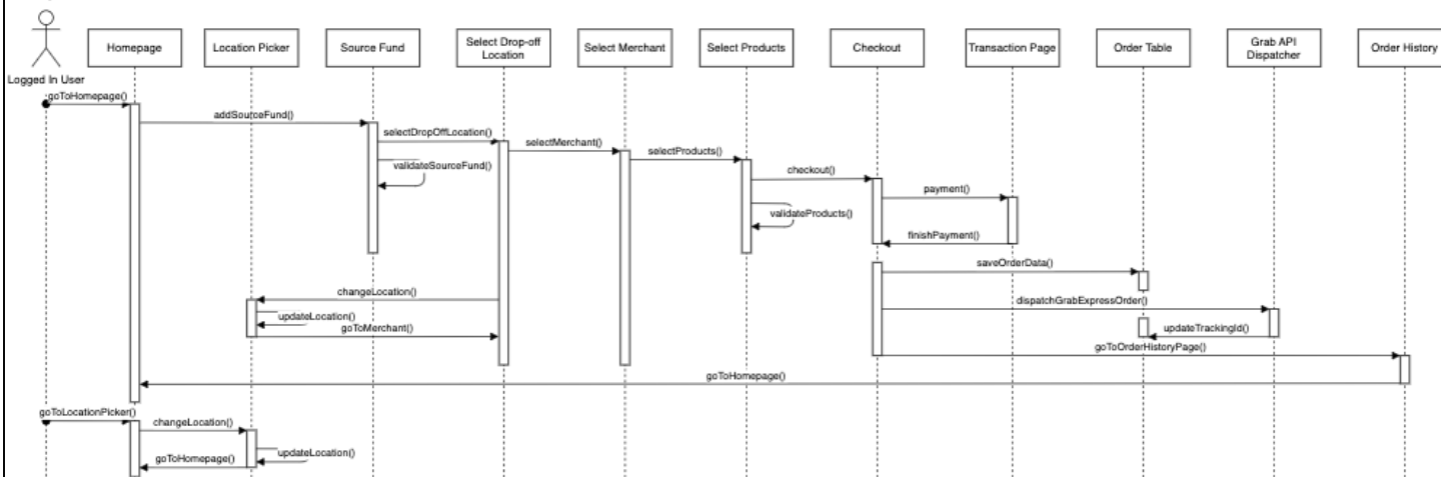 Homepage
Location Picker
Source Fund
Select Drop-off
Location
Select Merchant
Select Products
Checkout
Transaction Page
Order Table
Grab API
Dispatcher
Order History
Logged In User
goToHomepage()
addSourceFund()
selectDropOffLocation()
selectMerchant()
selectProducts()
validateSourceFund()
checkout()
payment()
validateProducts()
finishPayment()
saveOrderData()
changeLocation()
dispatchGrabExpressOrder()
updateLocation()
goToMerchant()
updateTrackingId()
goToOrderHistoryPage()
goToHomepage()
goToLocationPicker()
changeLocation()
updateLocation()
goToHomepage()